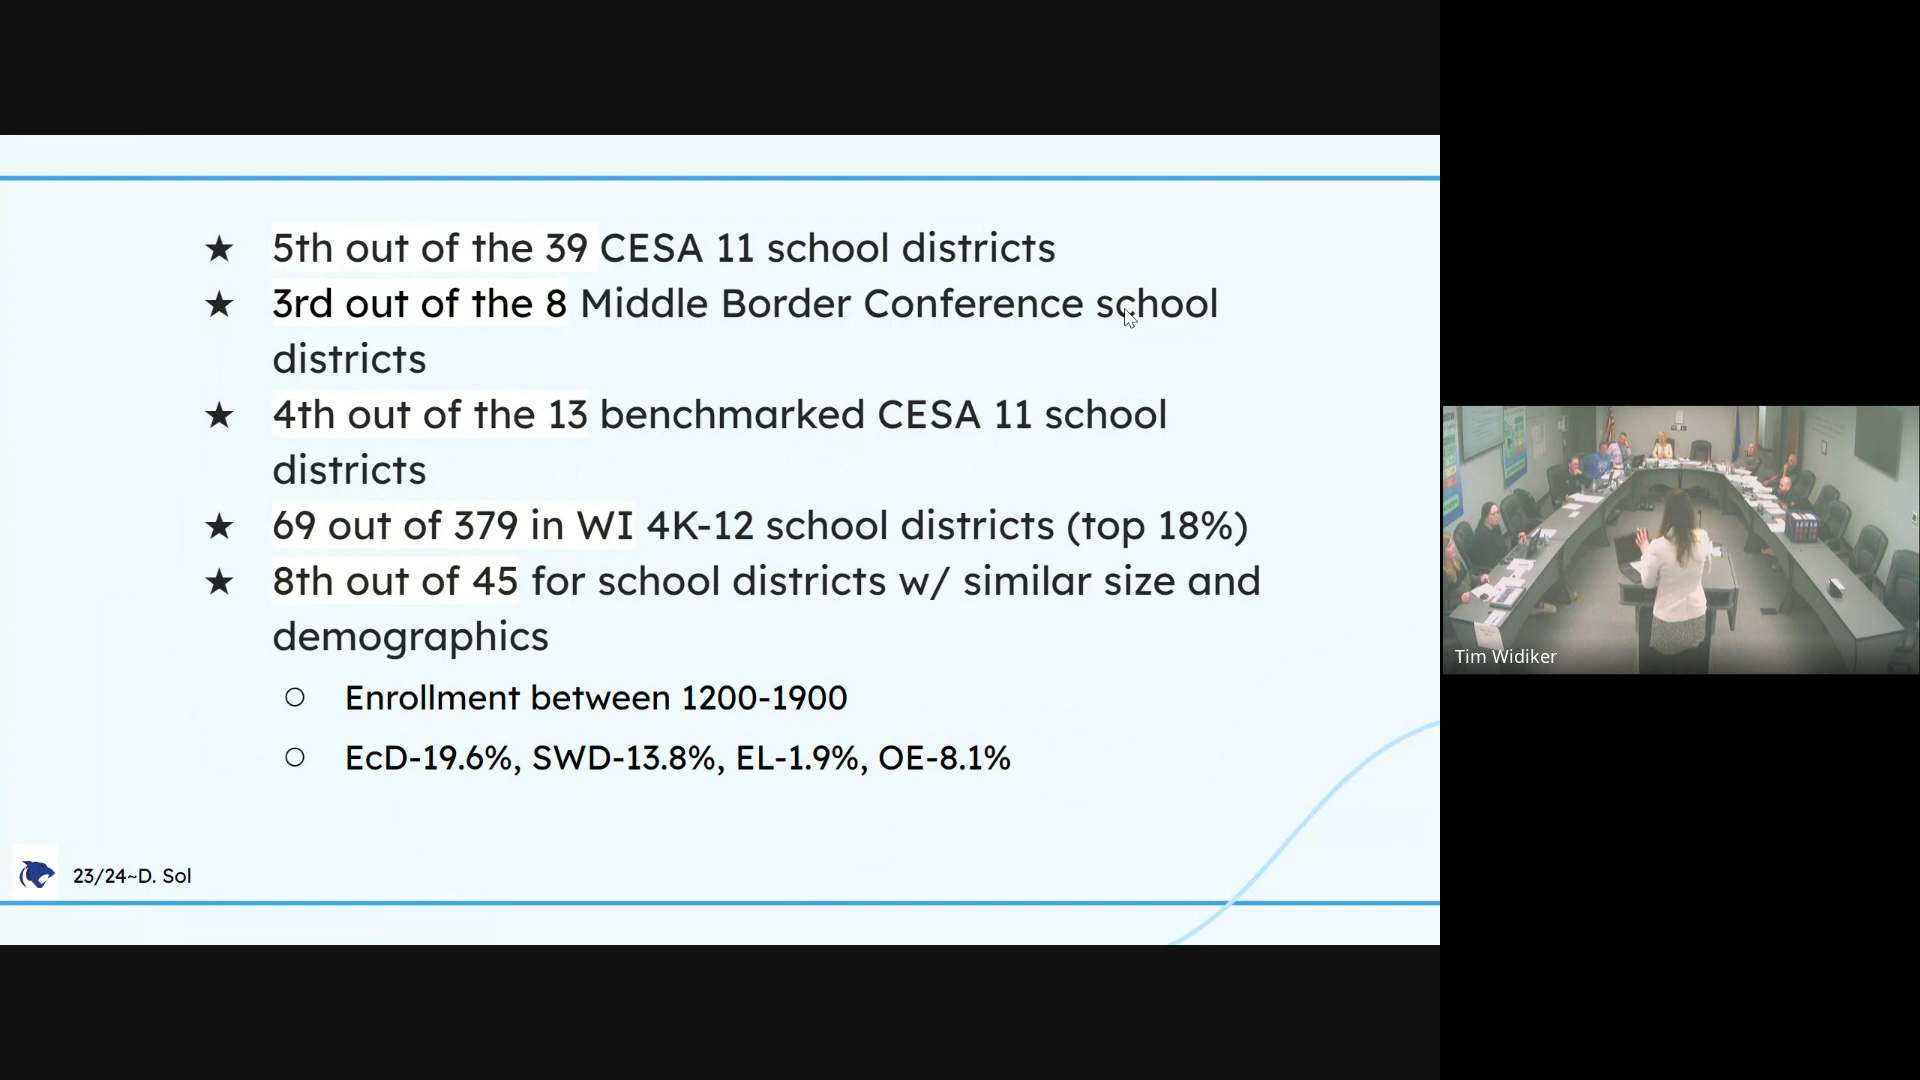 ★ 5th out of the 39 CESA 11 school districts
★ 3rd out of the 8 Middle Border Conference school
districts
★ 4th out of the 13 benchmarked CESA 11 school
districts
★ 69 out of 379 in WI 4K-12 school districts (top 18%)
★ 8th out of 45 for school districts w/ similar size and
demographics
○ Enrollment between 1200-1900
○ EcD-19.6%, SWD-13.8%, EL-1.9%, OE-8.1%
23/24~D. Sol
Tim Widiker